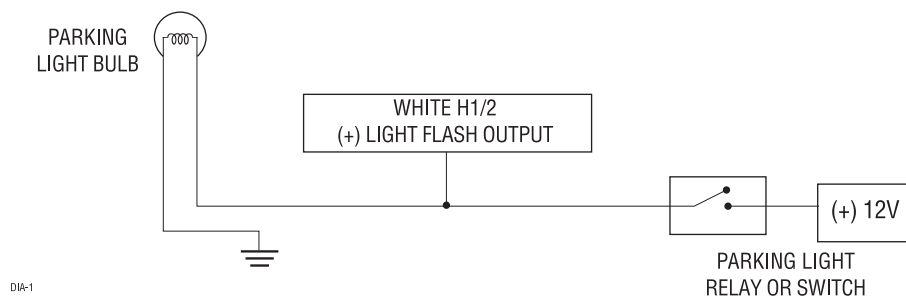 PARKING
LIGHT BULB
WHITE H1/2
(+) LIGHT FLASH OUTPUT
(+) 12V
PARKING LIGHT
RELAY OR SWITCH
DIA-1